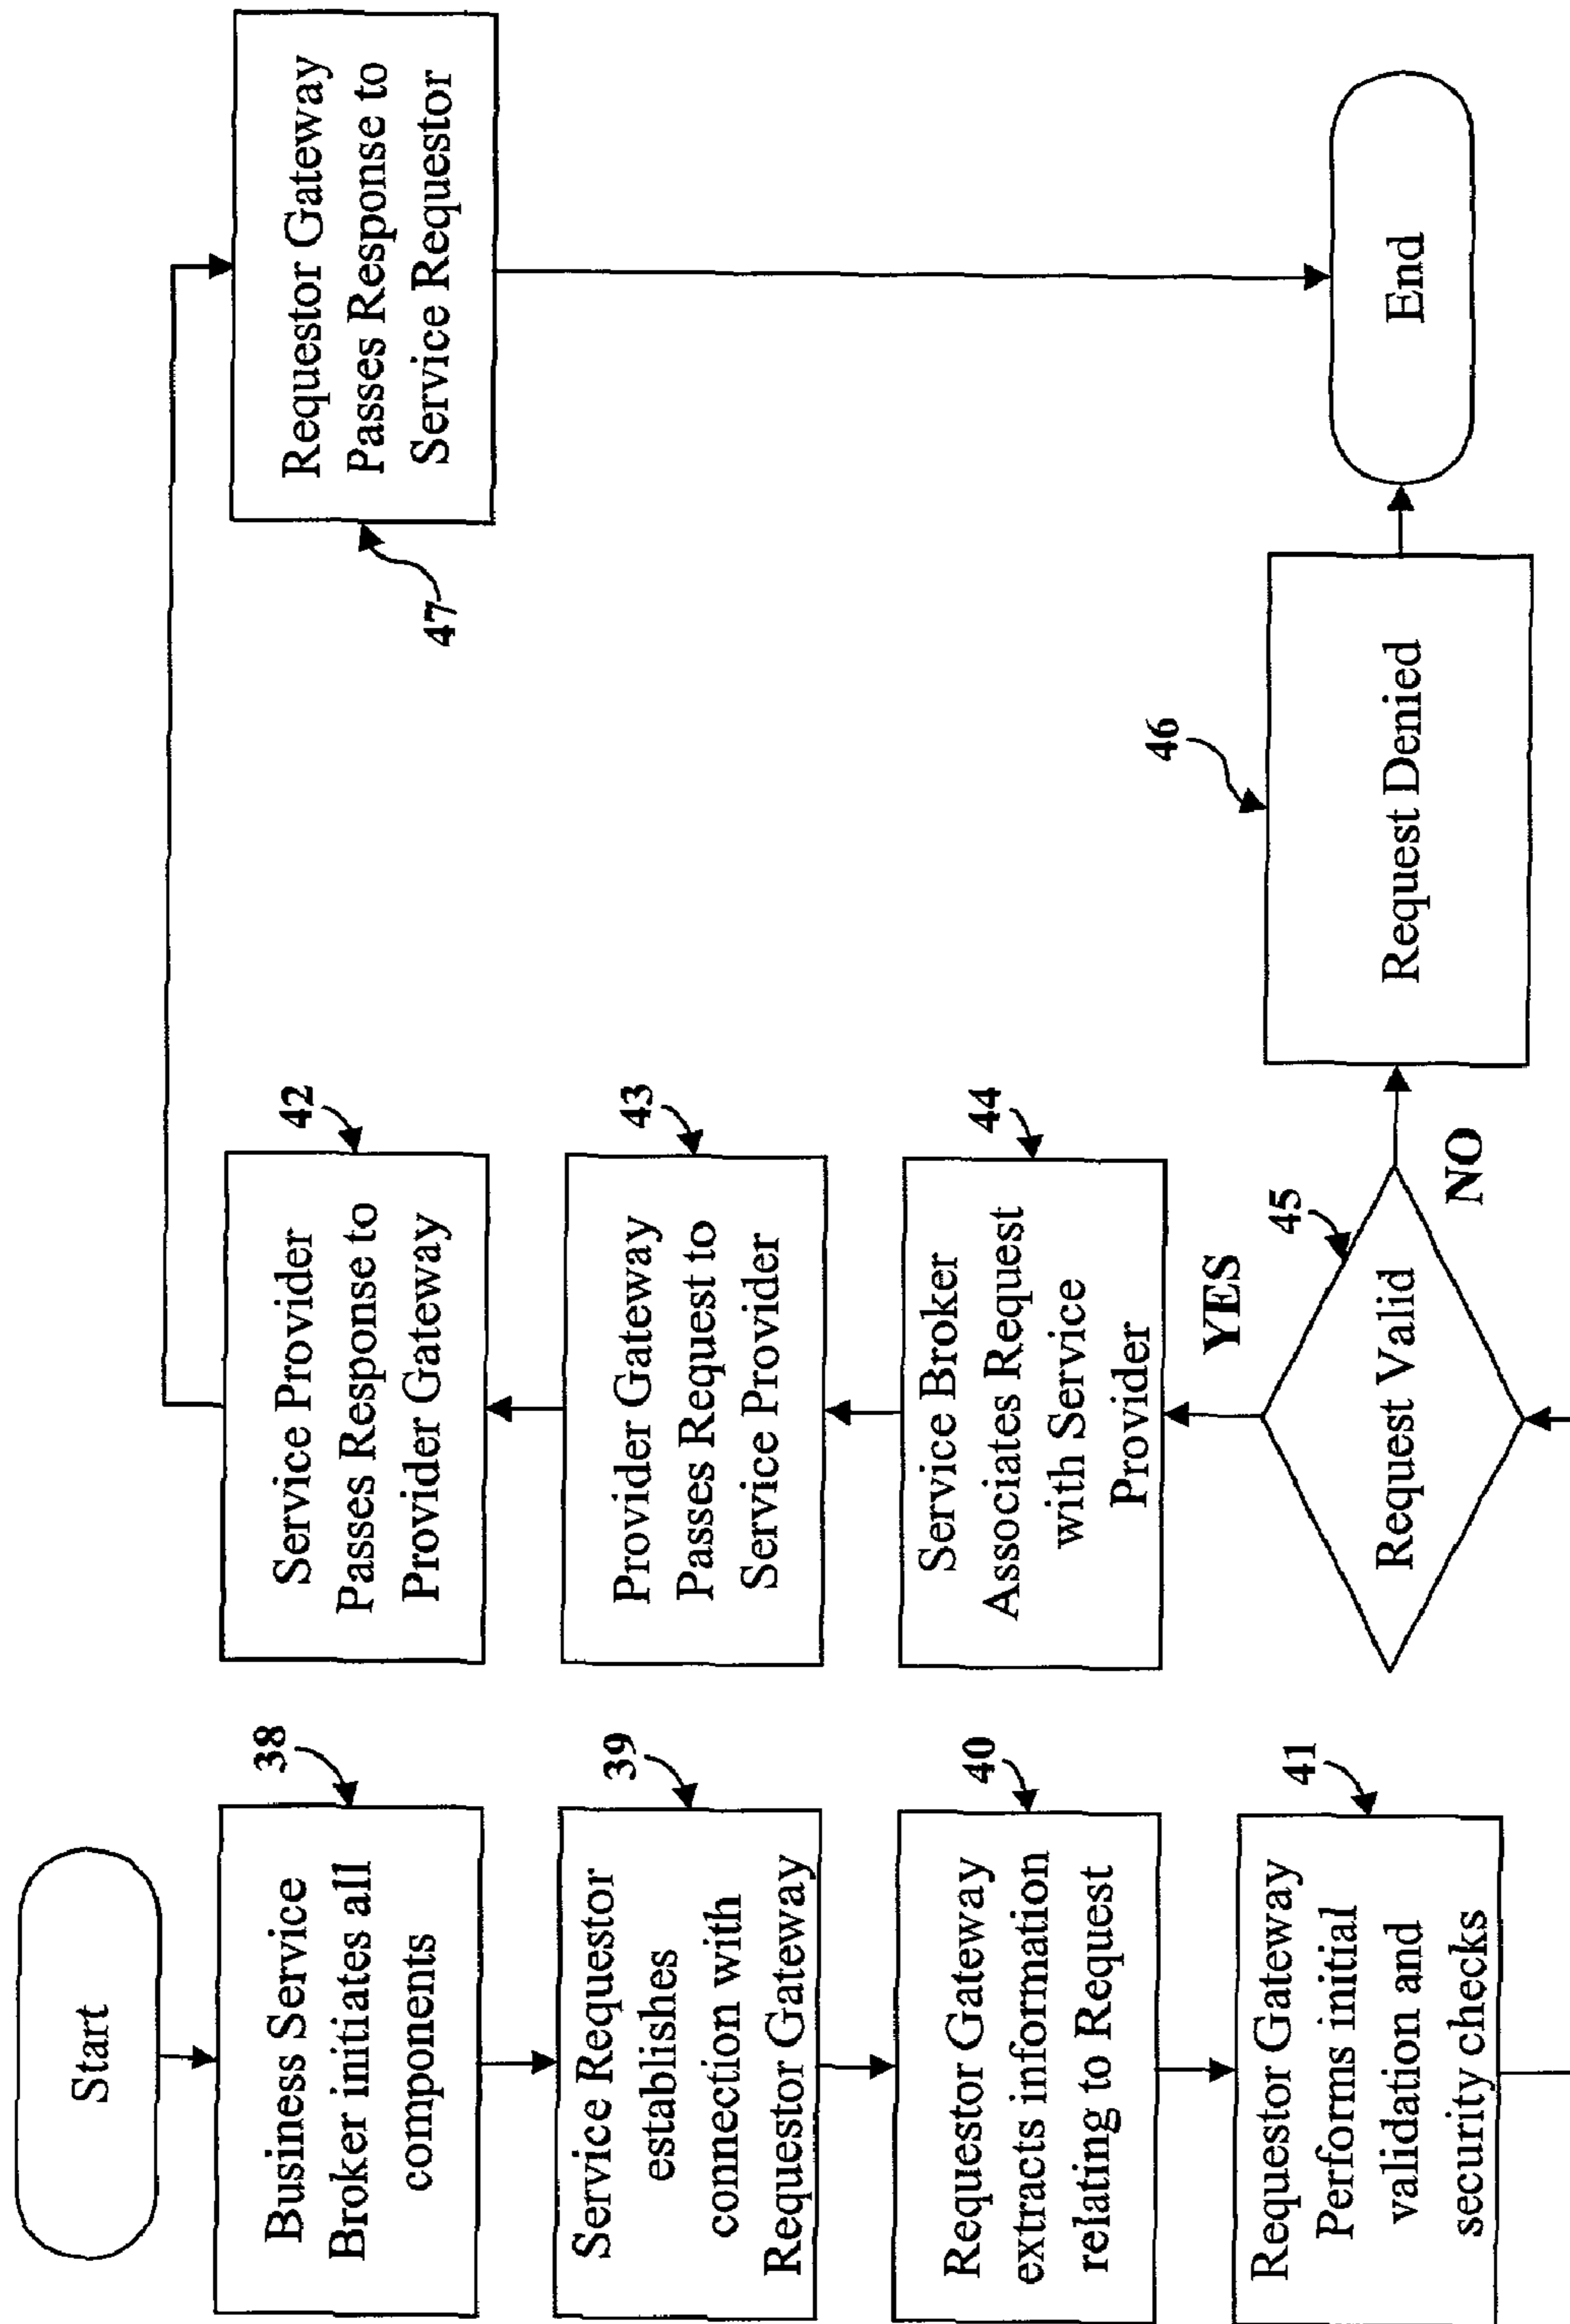 Start
38
Business Service
Broker initiates all
components
39
Service Requestor
establishes
connection with
Requestor Gateway
40
Requestor Gateway
extracts information
relating to Request
41
Requestor Gateway
Performs initial
validation and
security checks
42
Service Provider
Passes Response to
Provider Gateway
43
Provider Gateway
Passes Request to
Service Provider
44
Service Broker
Associates Request
with Service
Provider
YES
45
Request Valid
NO
46
Request Denied
47
Requestor Gateway
Passes Response to
Service Requestor
End